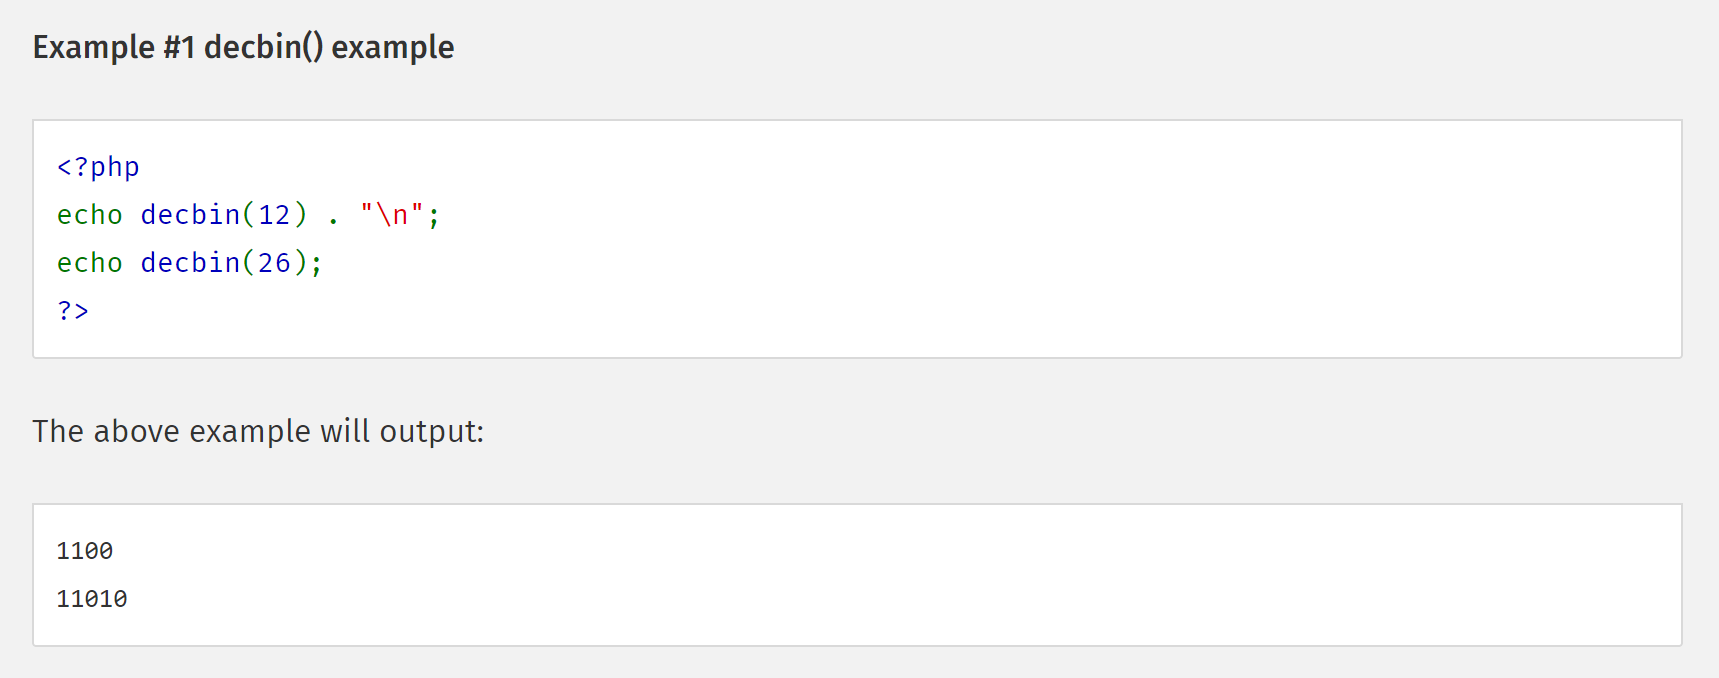 Example #1 decbin() example
<?php
echo decbin(12) . "\n";
echo decbin(26);
?>
The above example will output:
1100
11010